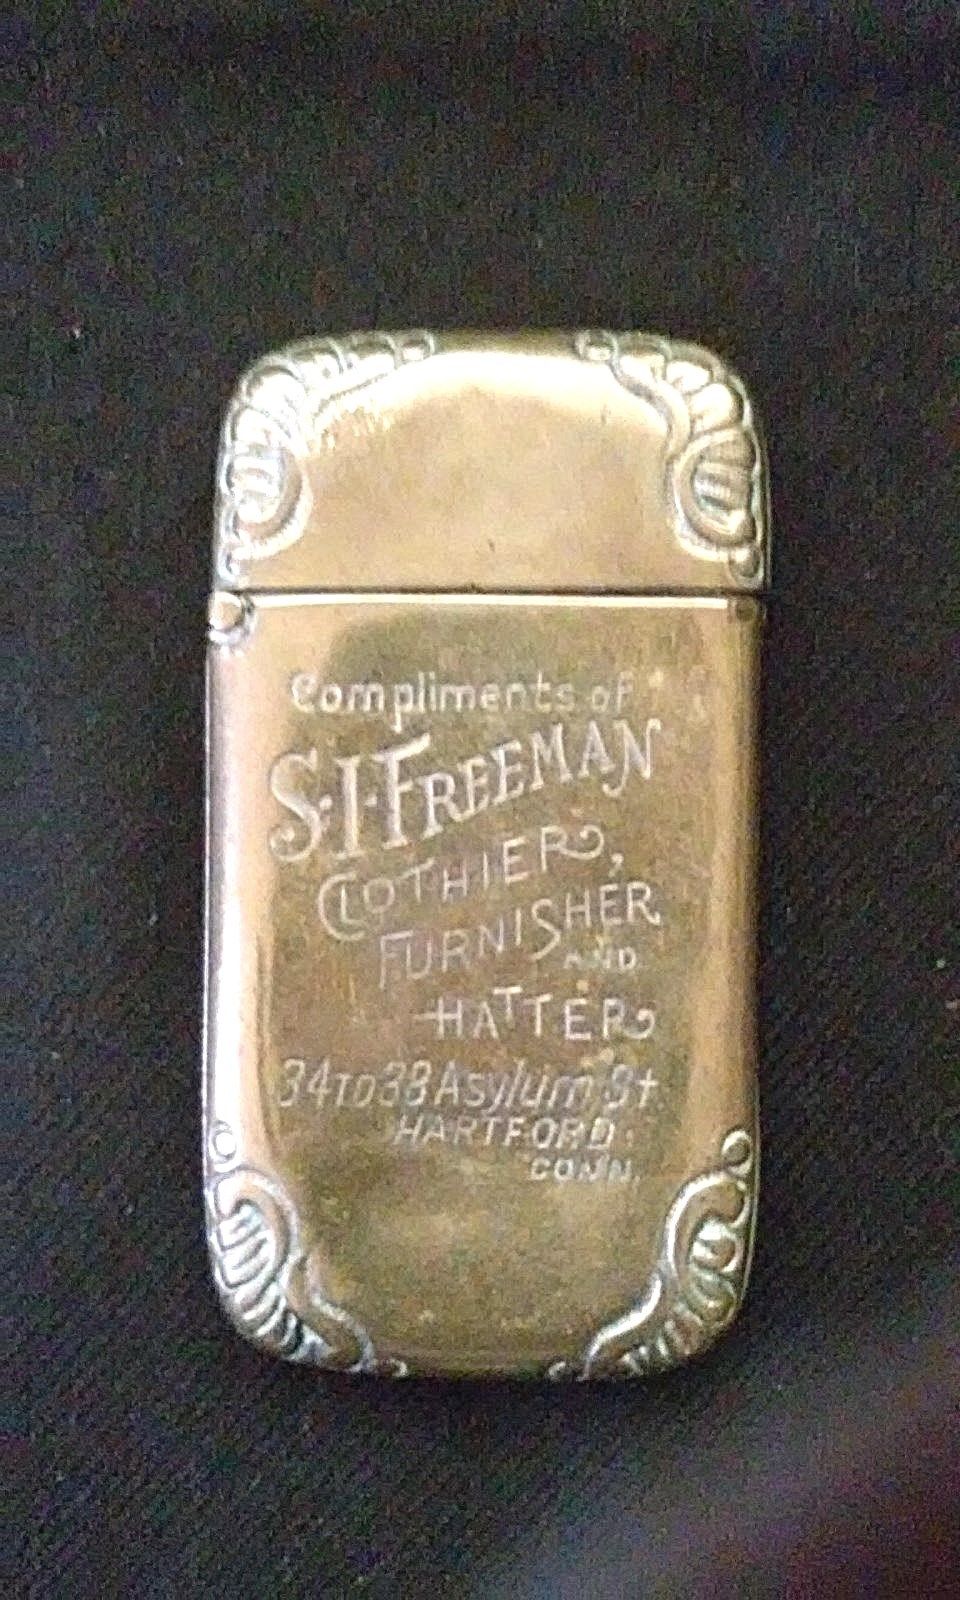 Compliments of
S.I.FREEMAN
CLOTHIER,
FURNISHER
AND
HATTER
34 TO 38 Asylum St.
HARTFORD
CONN.